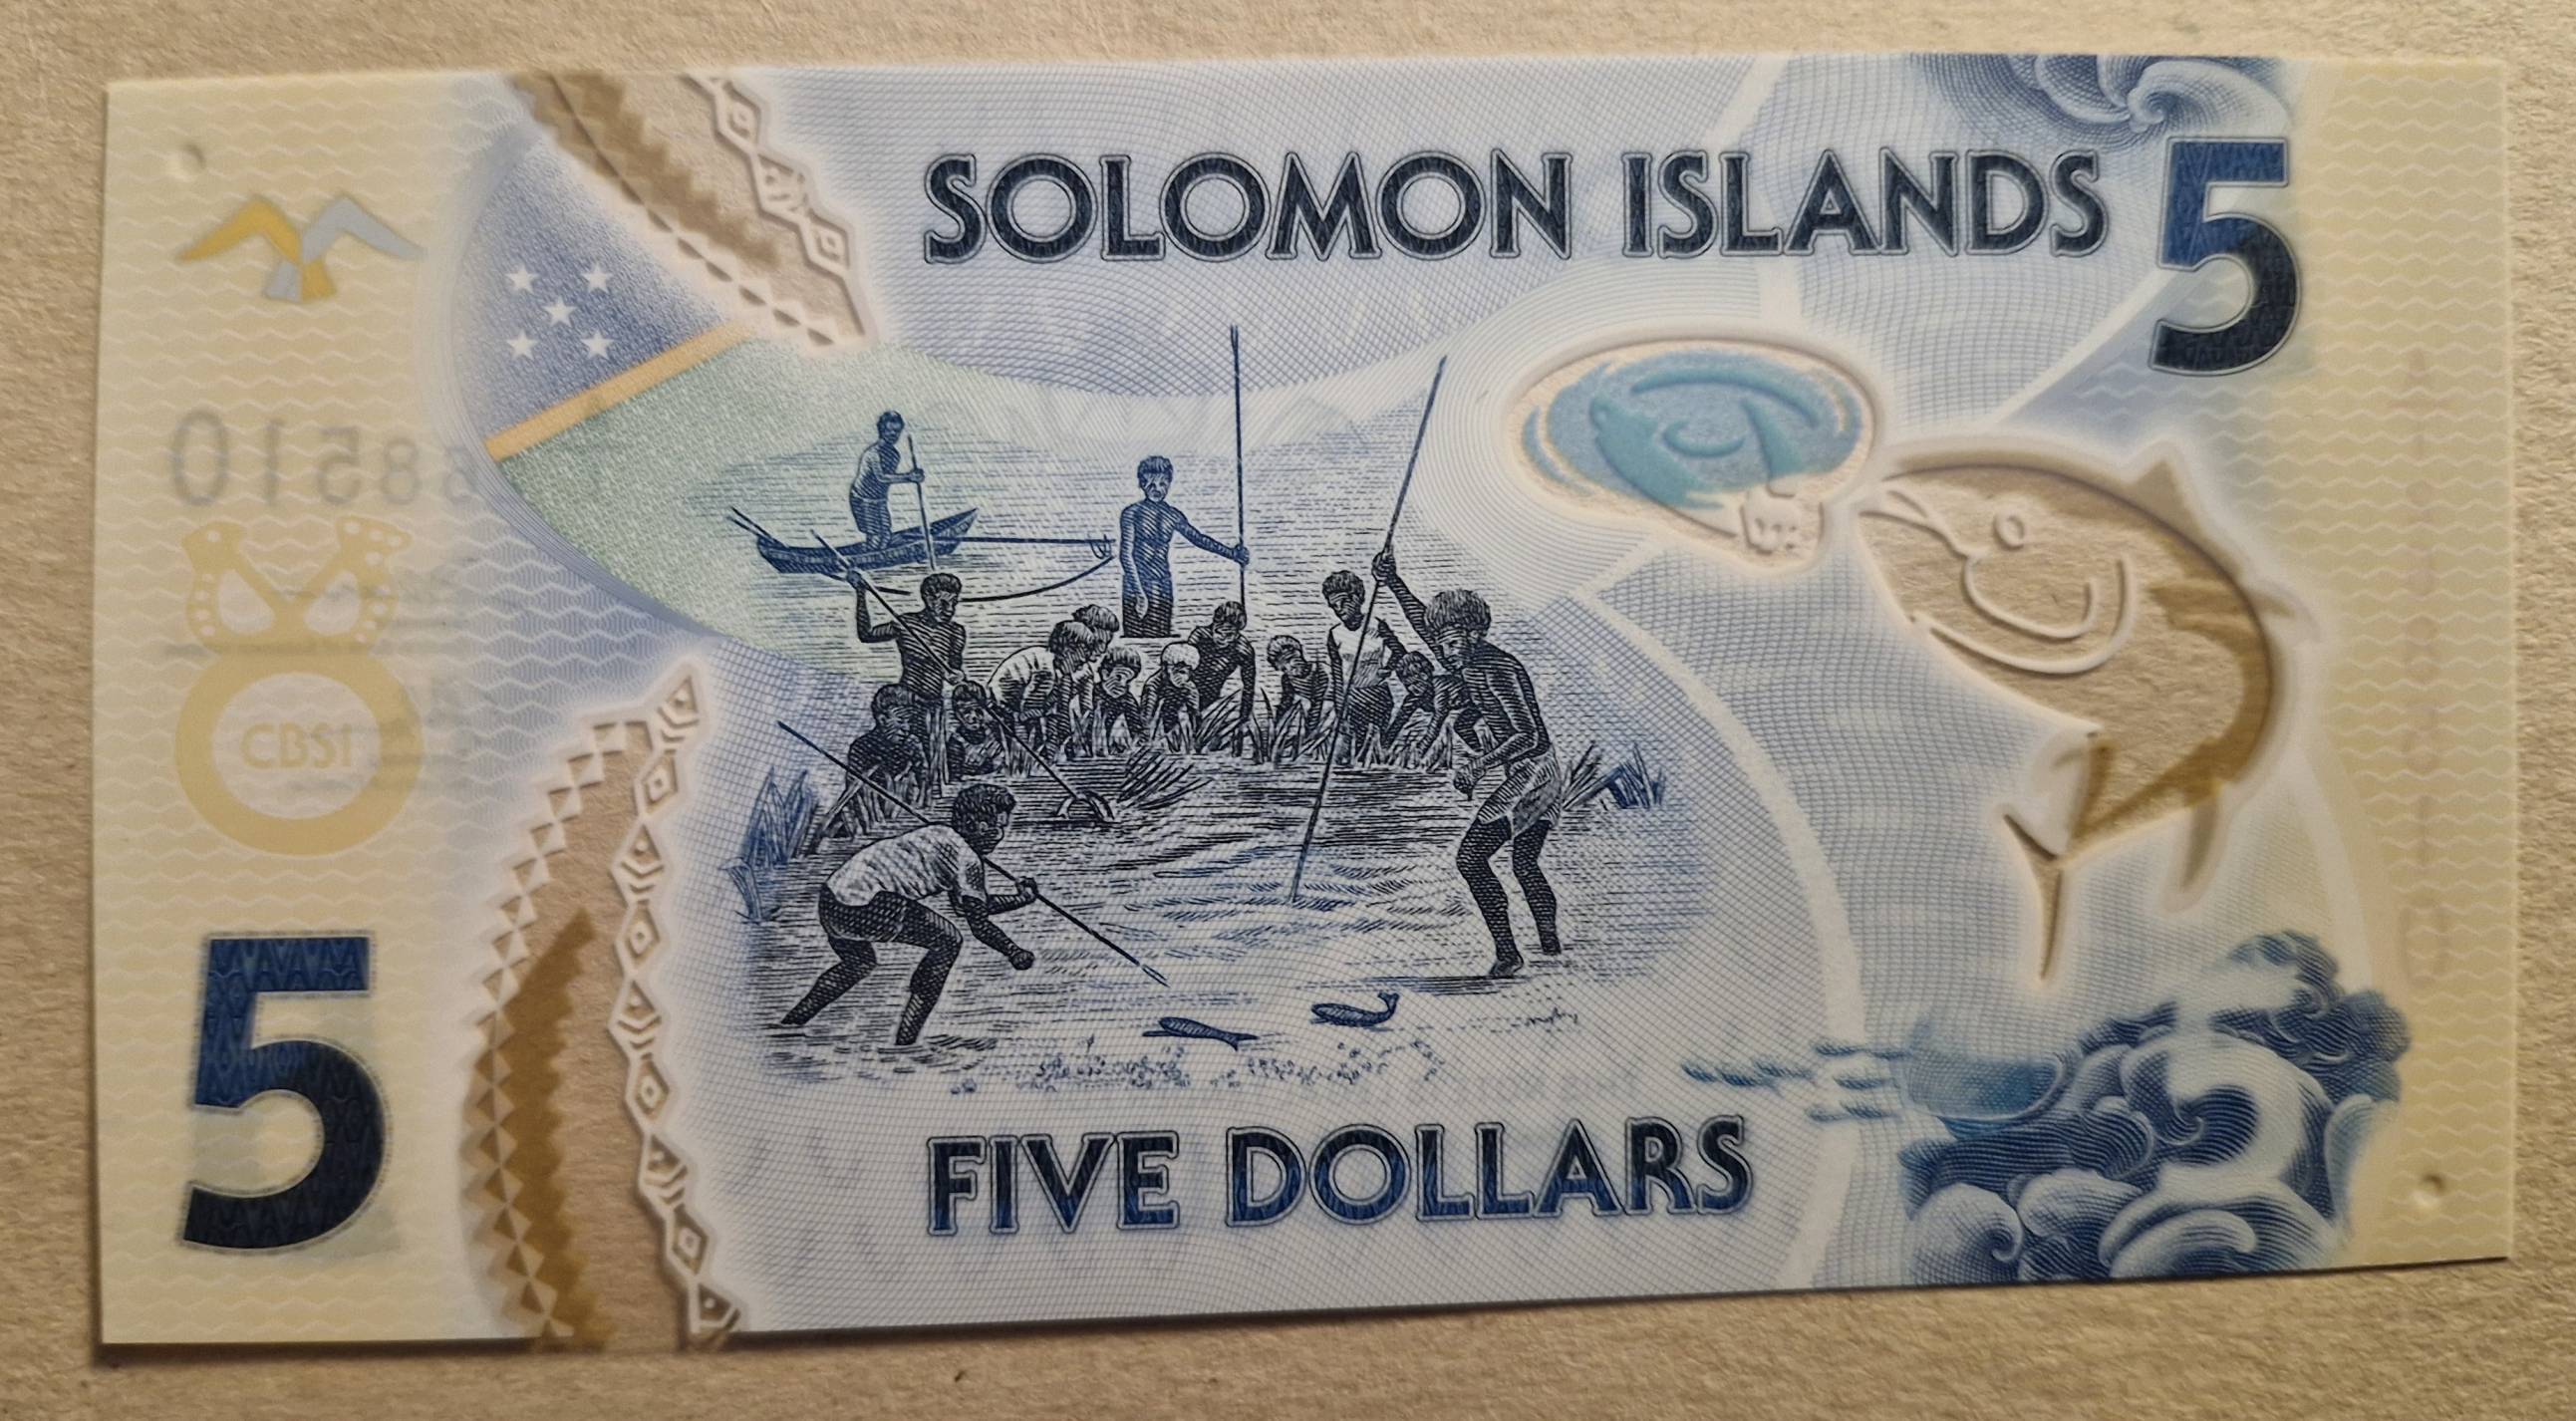 SOLOMON ISLANDS 5
CBSI
5
FIVE DOLLARS